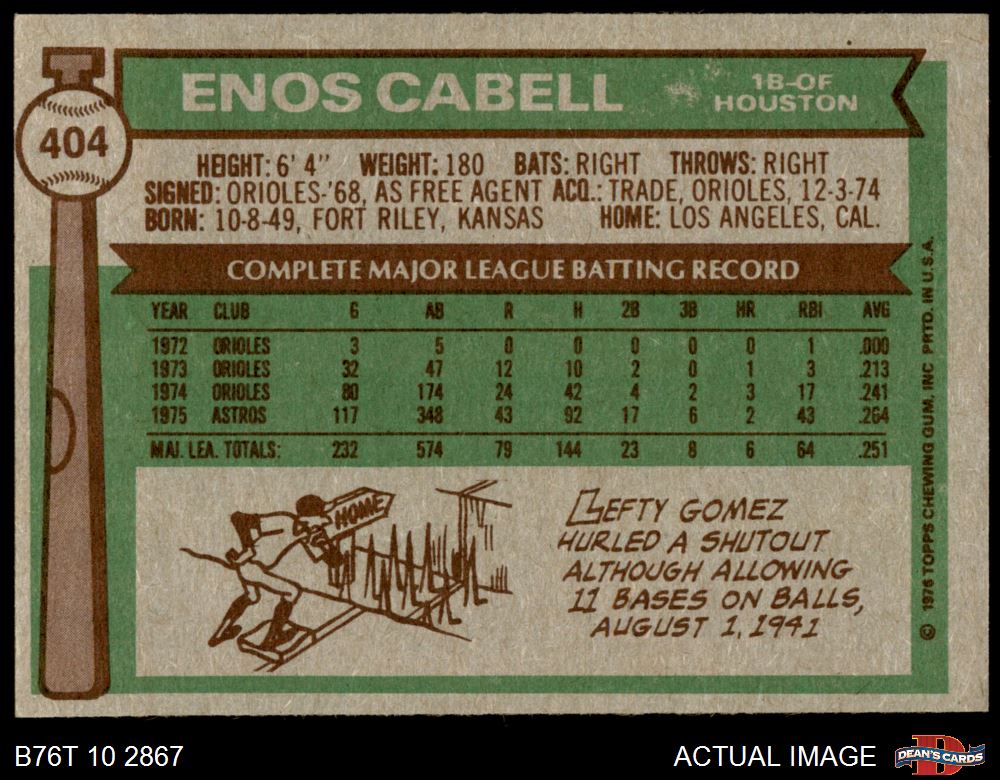 404
ENOS CABELL
1B-OF
HOUSTON
HEIGHT: 6' 4" WEIGHT: 180 BATS: RIGHT THROWS: RIGHT
SIGNED: ORIOLES-'68, AS FREE AGENT ACQ.: TRADE, ORIOLES, 12-3-74
BORN: 10-8-49, FORT RILEY, KANSAS HOME: LOS ANGELES, CAL.
COMPLETE MAJOR LEAGUE BATTING RECORD
YEAR CLUB G AB R H 2B 3B HR RBI AVG
1972 ORIOLES 3 5 0 0 0 0 0 1 .000
1973 ORIOLES 32 47 12 10 2 0 1 3 .213
1974 ORIOLES 80 174 24 42 4 2 3 17 .241
1975 ASTROS 117 348 43 92 17 6 2 43 .264
MAJ. LEA. TOTALS: 232 574 79 144 23 8 6 64 .251
HOME
LEFTY GOMEZ
HURLED A SHUTOUT
ALTHOUGH ALLOWING
11 BASES ON BALLS,
AUGUST 1, 1941
© 1976 TOPPS CHEWING GUM, INC PRTD. IN U.S.A.
B76T 10 2867
ACTUAL IMAGE
DEAN'S CARDS